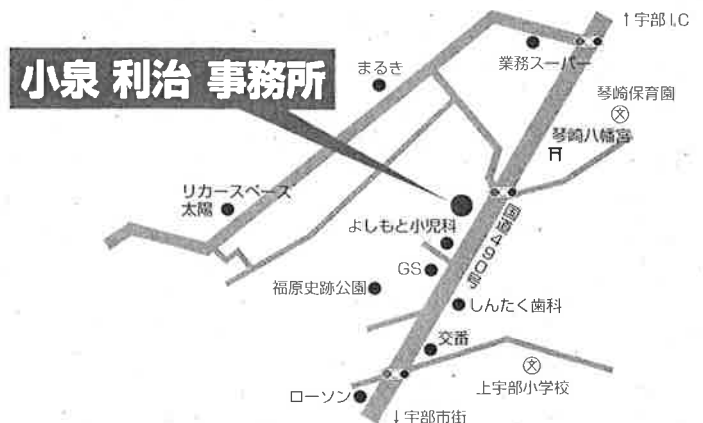 ↑宇部I.C
業務スーパー
まるき
小泉 利治 事務所
琴崎保育園
文
琴崎八幡宮
リカースペース
太陽
よしもと小児科
国道490号
GS
福原史跡公園
しんたく歯科
交番
文
上宇部小学校
ローソン
↓宇部市街